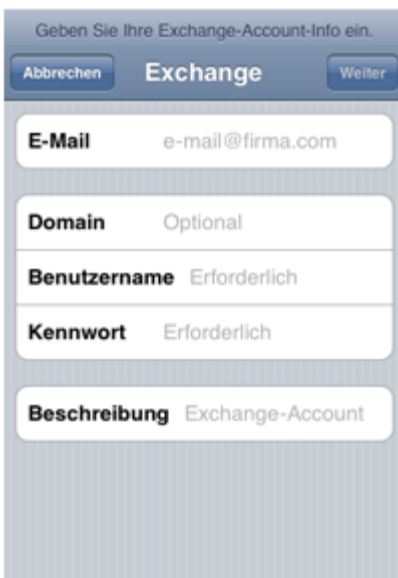 Geben Sie Ihre Exchange-Account-Info ein.
Abbrechen Exchange Weiter
E-Mail e-mail@firma.com
Domain Optional
Benutzername Erforderlich
Kennwort Erforderlich
Beschreibung Exchange-Account